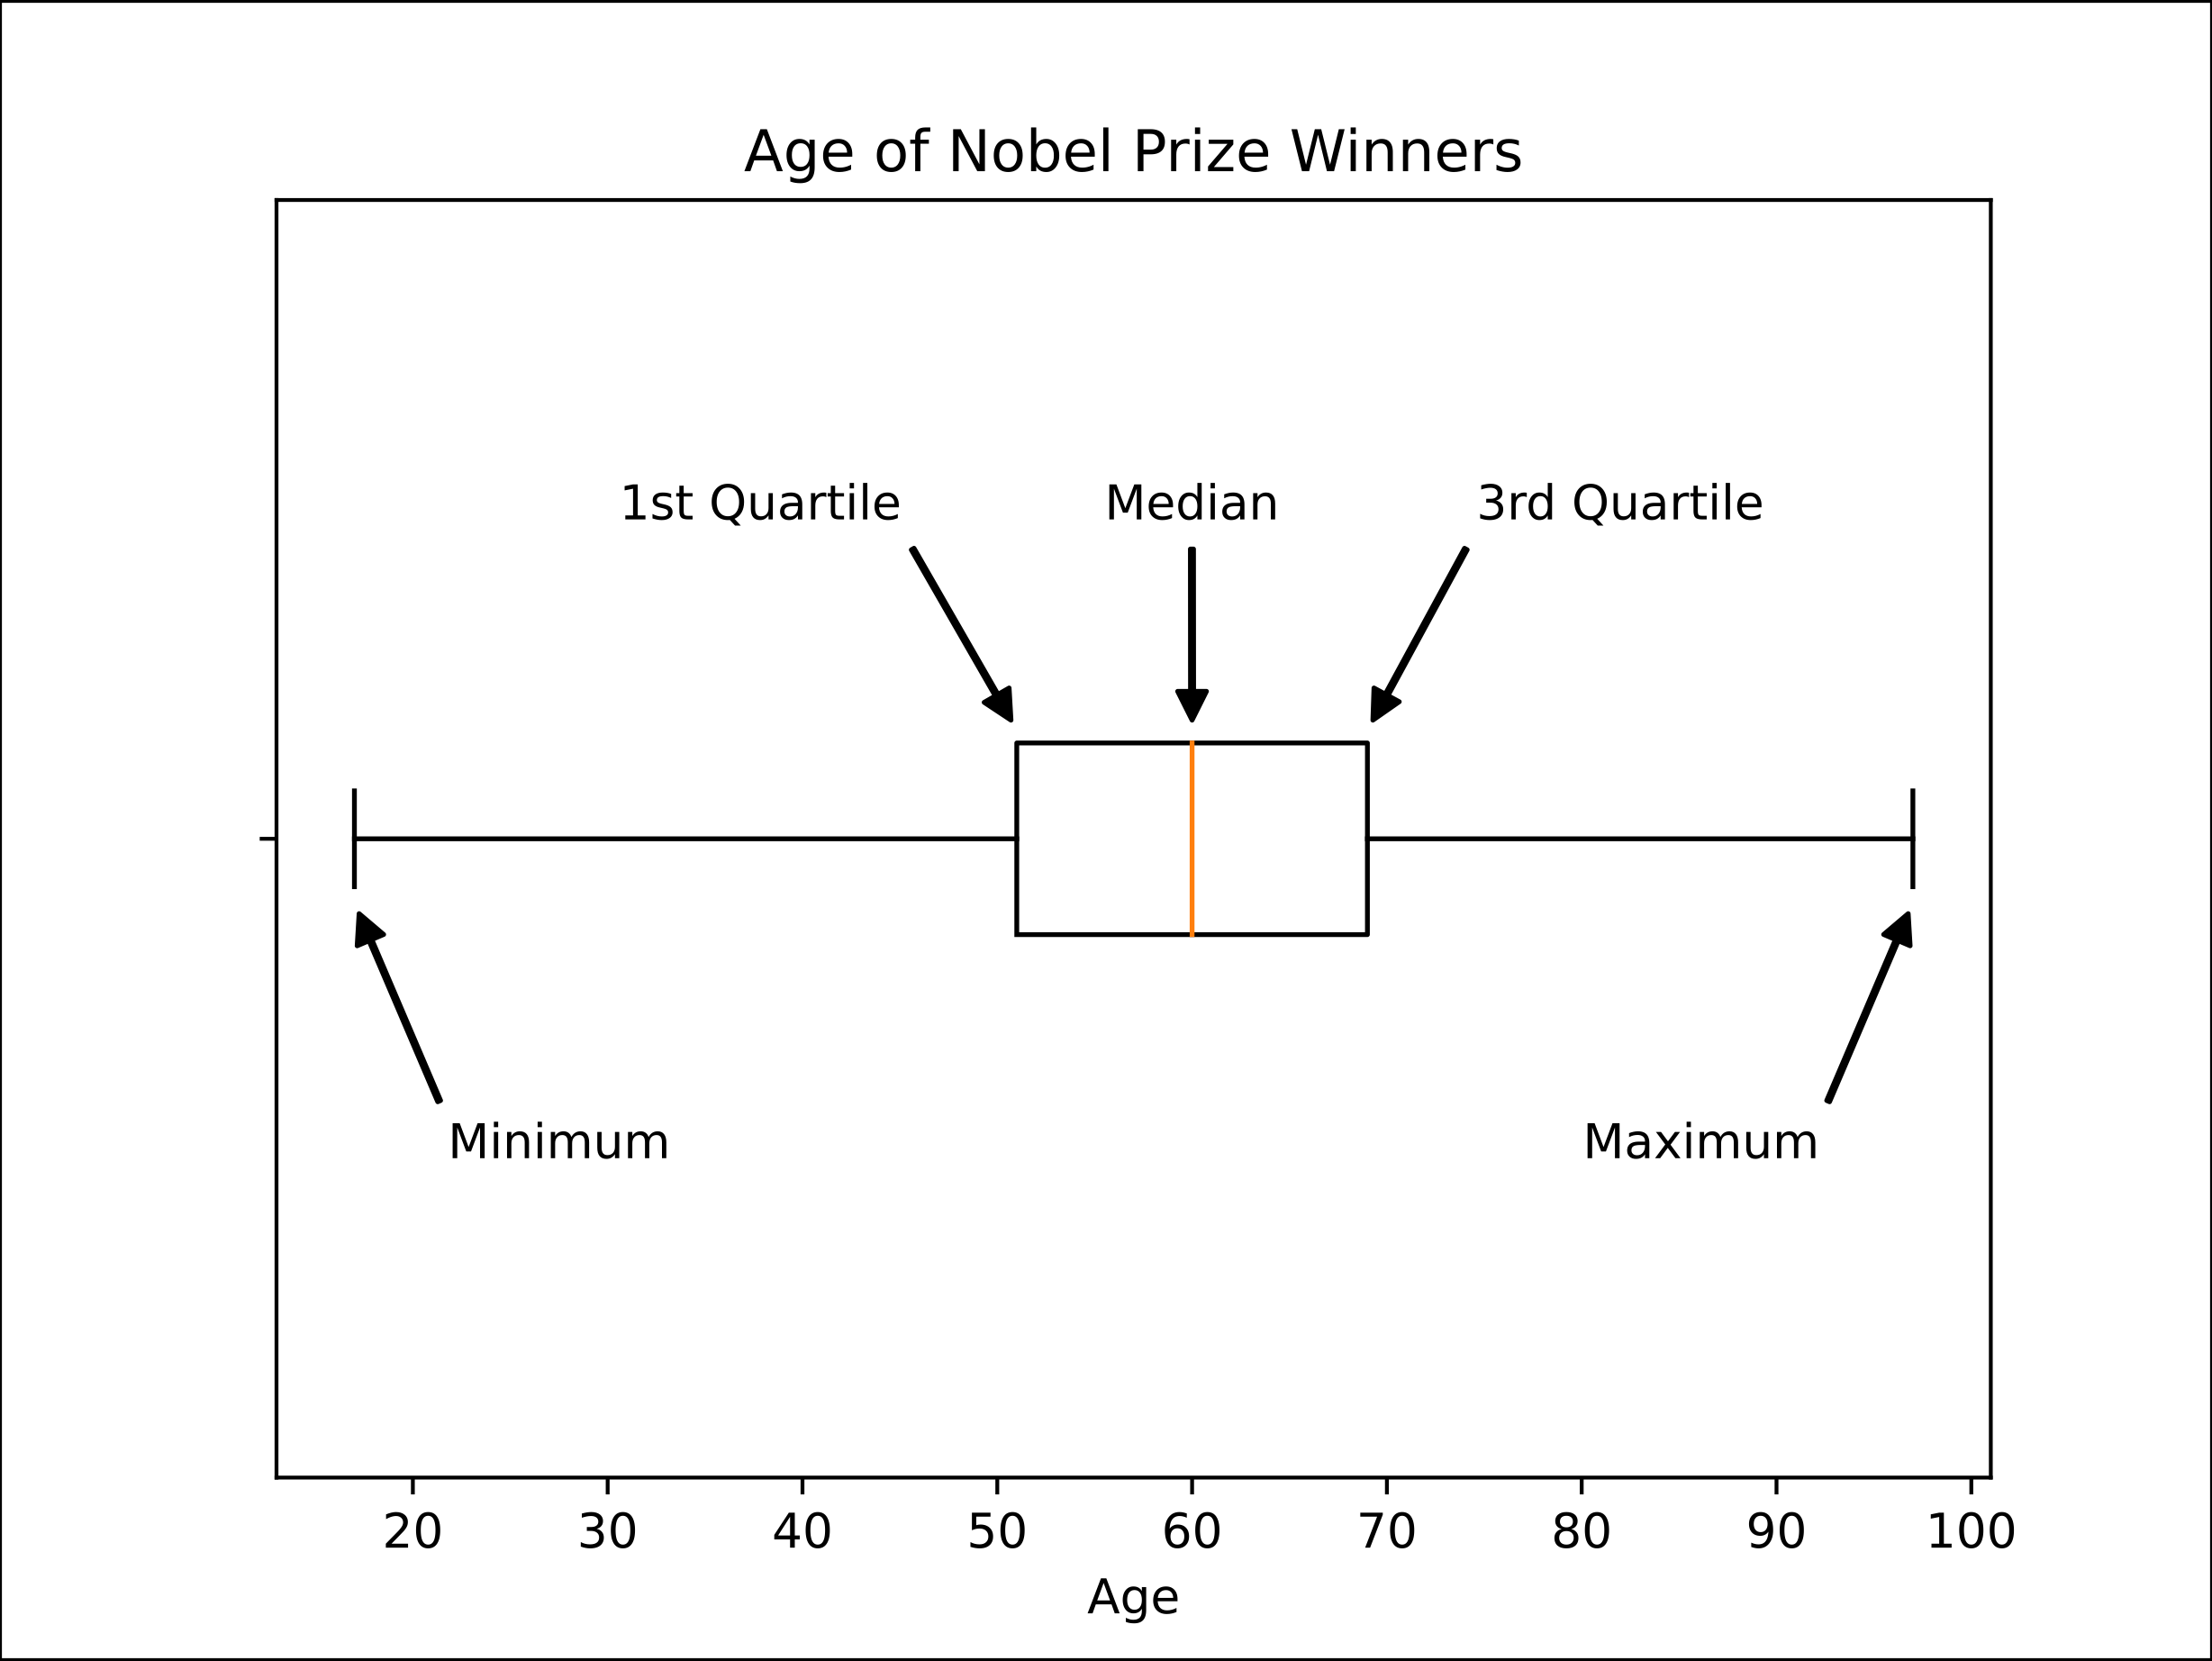 Age of Nobel Prize Winners
1st Quartile
Median
3rd Quartile
Minimum
Maximum
20 30 40 50 60 70 80 90 100
Age